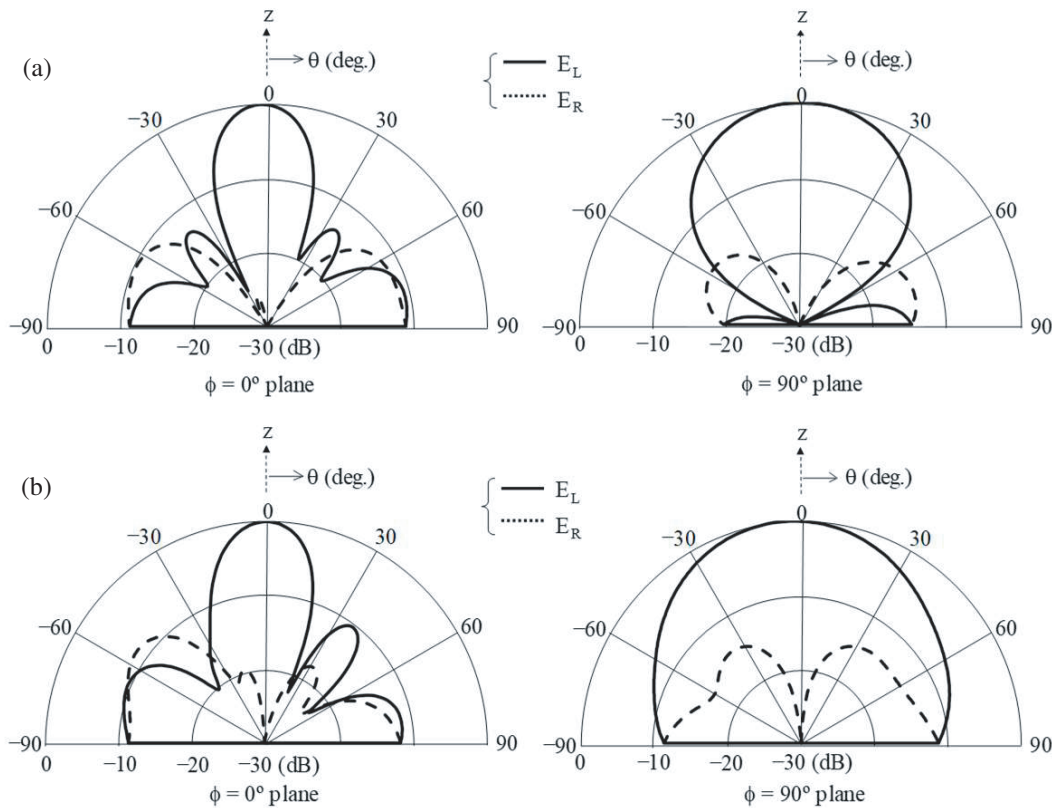 (a)
z
θ (deg.)
0
−30
30
−60
60
−90
90
0
−10
−20
−30 (dB)
ϕ = 0º plane
E_L
E_R
z
θ (deg.)
0
−30
30
−60
60
−90
90
0
−10
−20
−30 (dB)
ϕ = 90º plane
(b)
z
θ (deg.)
0
−30
30
−60
60
−90
90
0
−10
−20
−30 (dB)
ϕ = 0º plane
E_L
E_R
z
θ (deg.)
0
−30
30
−60
60
−90
90
0
−10
−20
−30 (dB)
ϕ = 90º plane